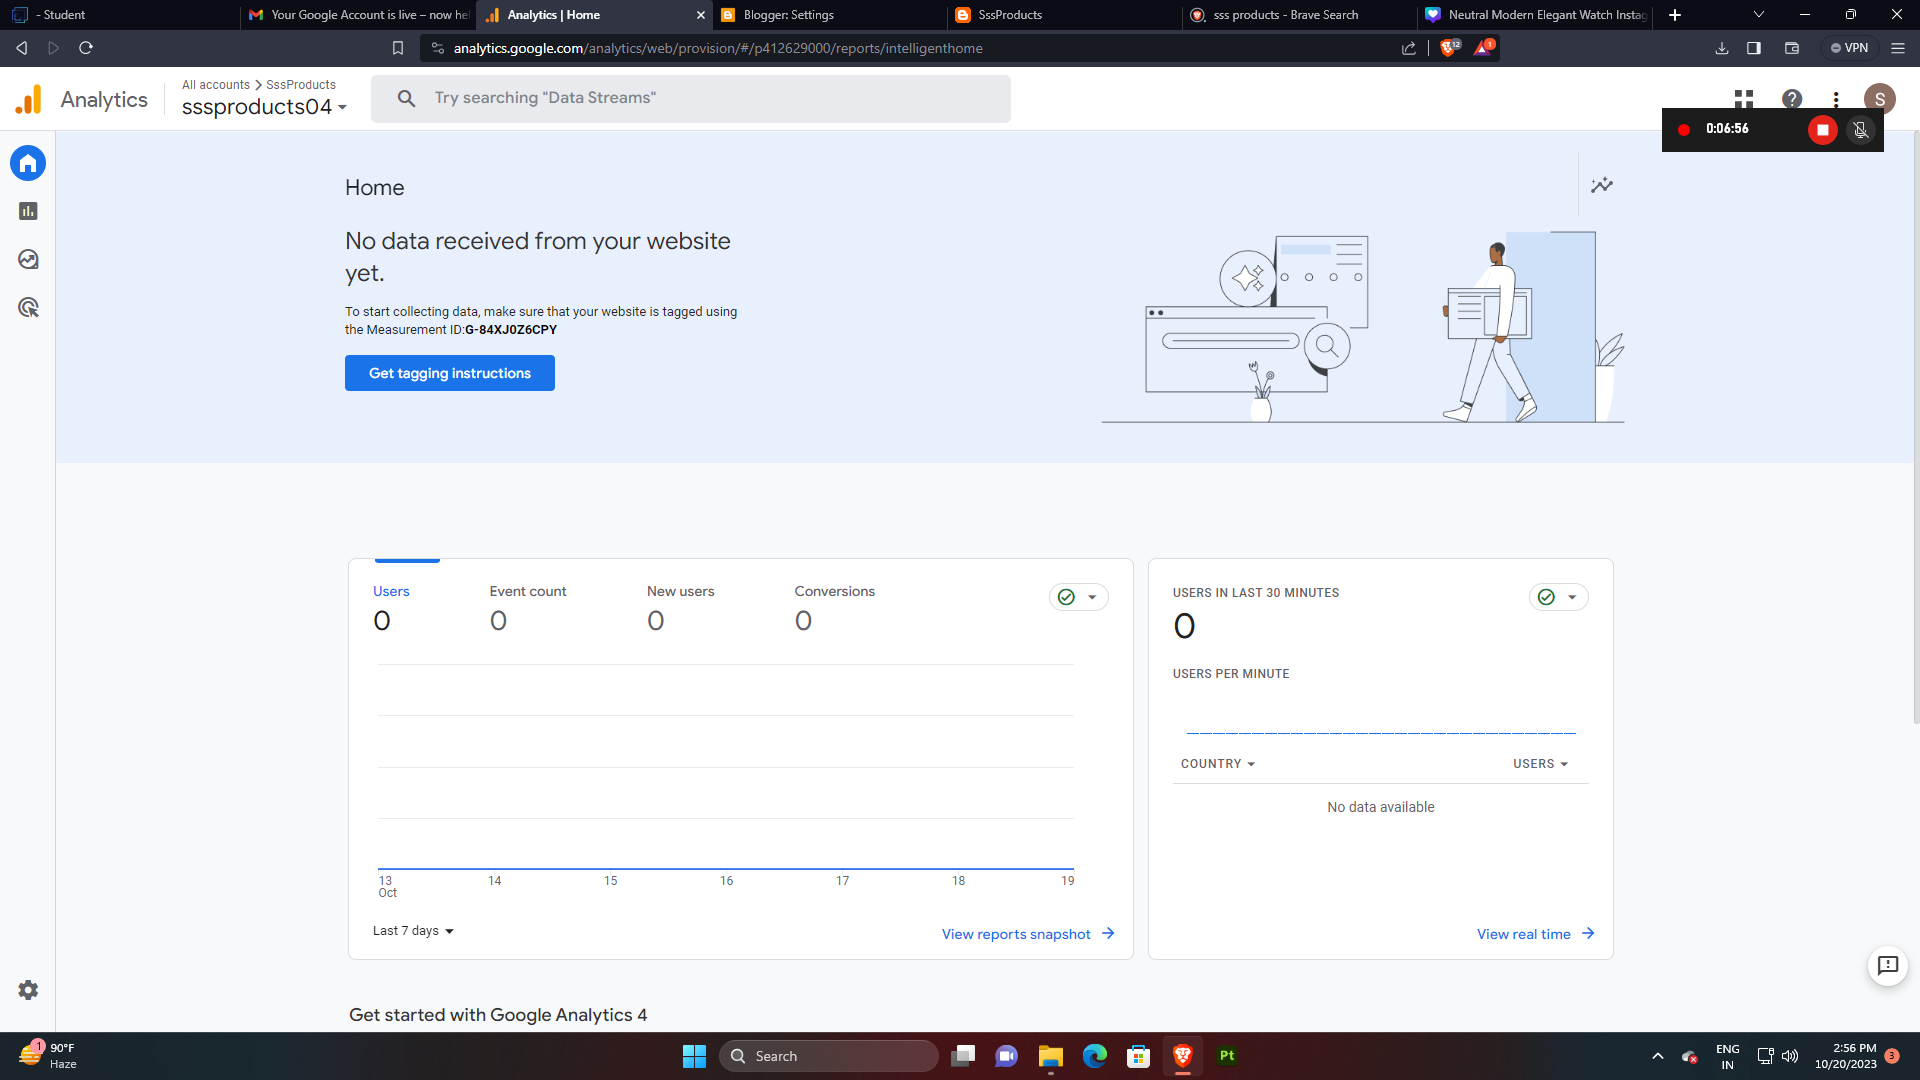 - Student
Your Google Account is live – now hel
Analytics | Home
Blogger: Settings
SssProducts
sss products - Brave Search
Neutral Modern Elegant Watch Instag
analytics.google.com/analytics/web/provision/#/p412629000/reports/intelligenthome
12
1
VPN
Analytics
All accounts > SssProducts
sssproducts04
Try searching "Data Streams"
S
0:06:56
Home
No data received from your website
yet.
To start collecting data, make sure that your website is tagged using
the Measurement ID:G-84XJ0Z6CPY
Get tagging instructions
Users
0
Event count
0
New users
0
Conversions
0
13
Oct
14
15
16
17
18
19
Last 7 days
View reports snapshot
USERS IN LAST 30 MINUTES
0
USERS PER MINUTE
COUNTRY
USERS
No data available
View real time
Get started with Google Analytics 4
1
90°F
Haze
Search
Pt
ENG
IN
2:56 PM
10/20/2023
3